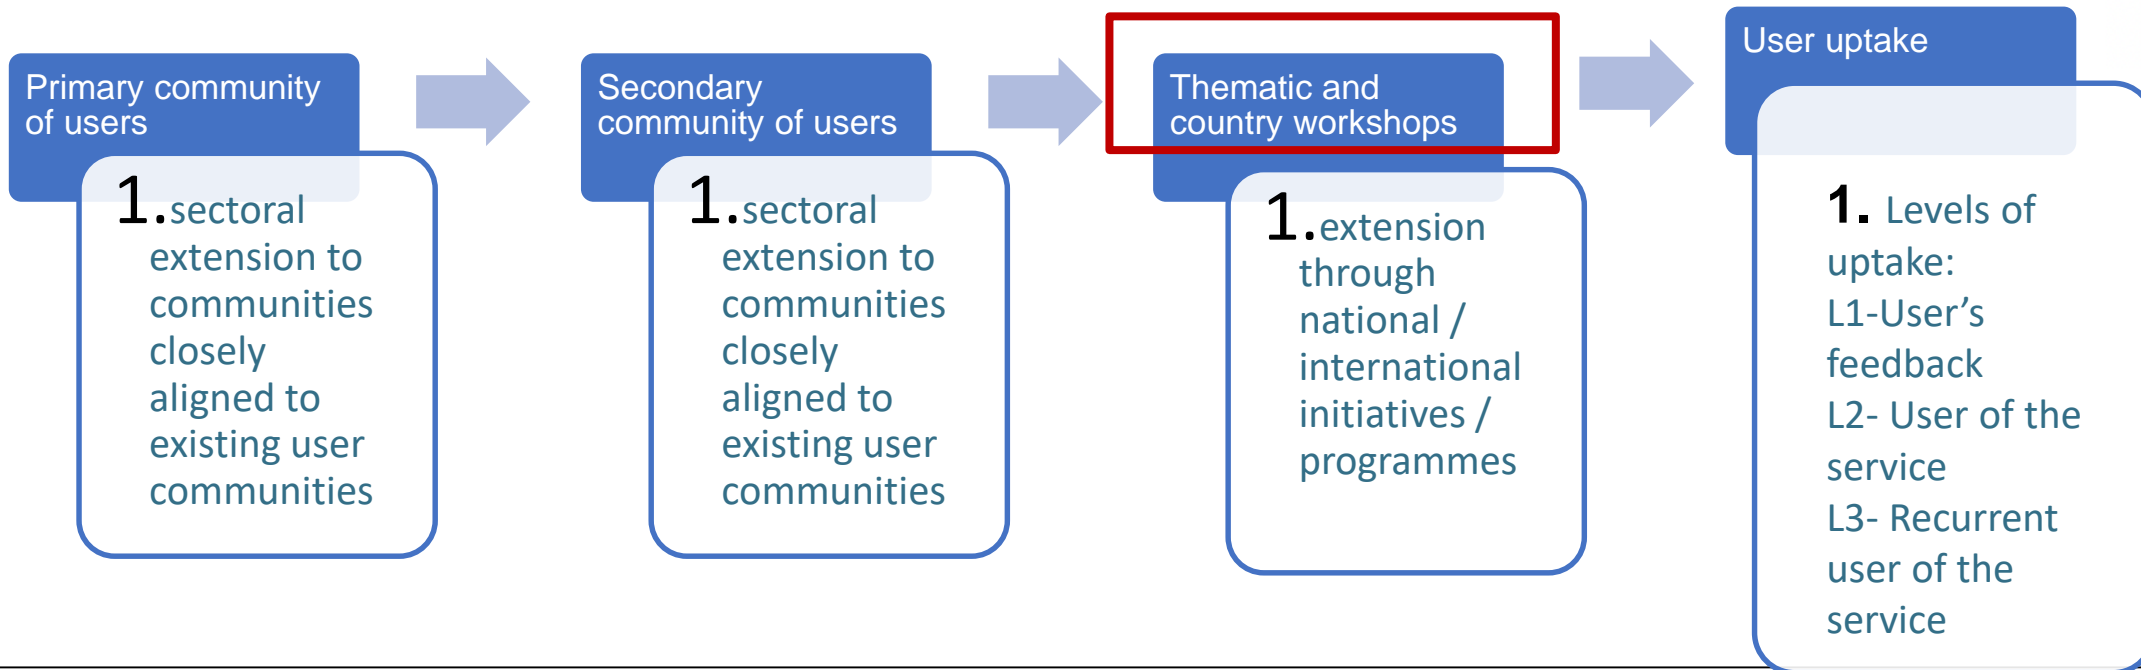 Primary community
of users
1.sectoral
extension to
communities
closely
aligned to
existing user
communities
Secondary
community of users
1.sectoral
extension to
communities
closely
aligned to
existing user
communities
Thematic and
country workshops
1.extension
through
national /
international
initiatives /
programmes
User uptake
1. Levels of
uptake:
L1-User’s
feedback
L2- User of the
service
L3- Recurrent
user of the
service